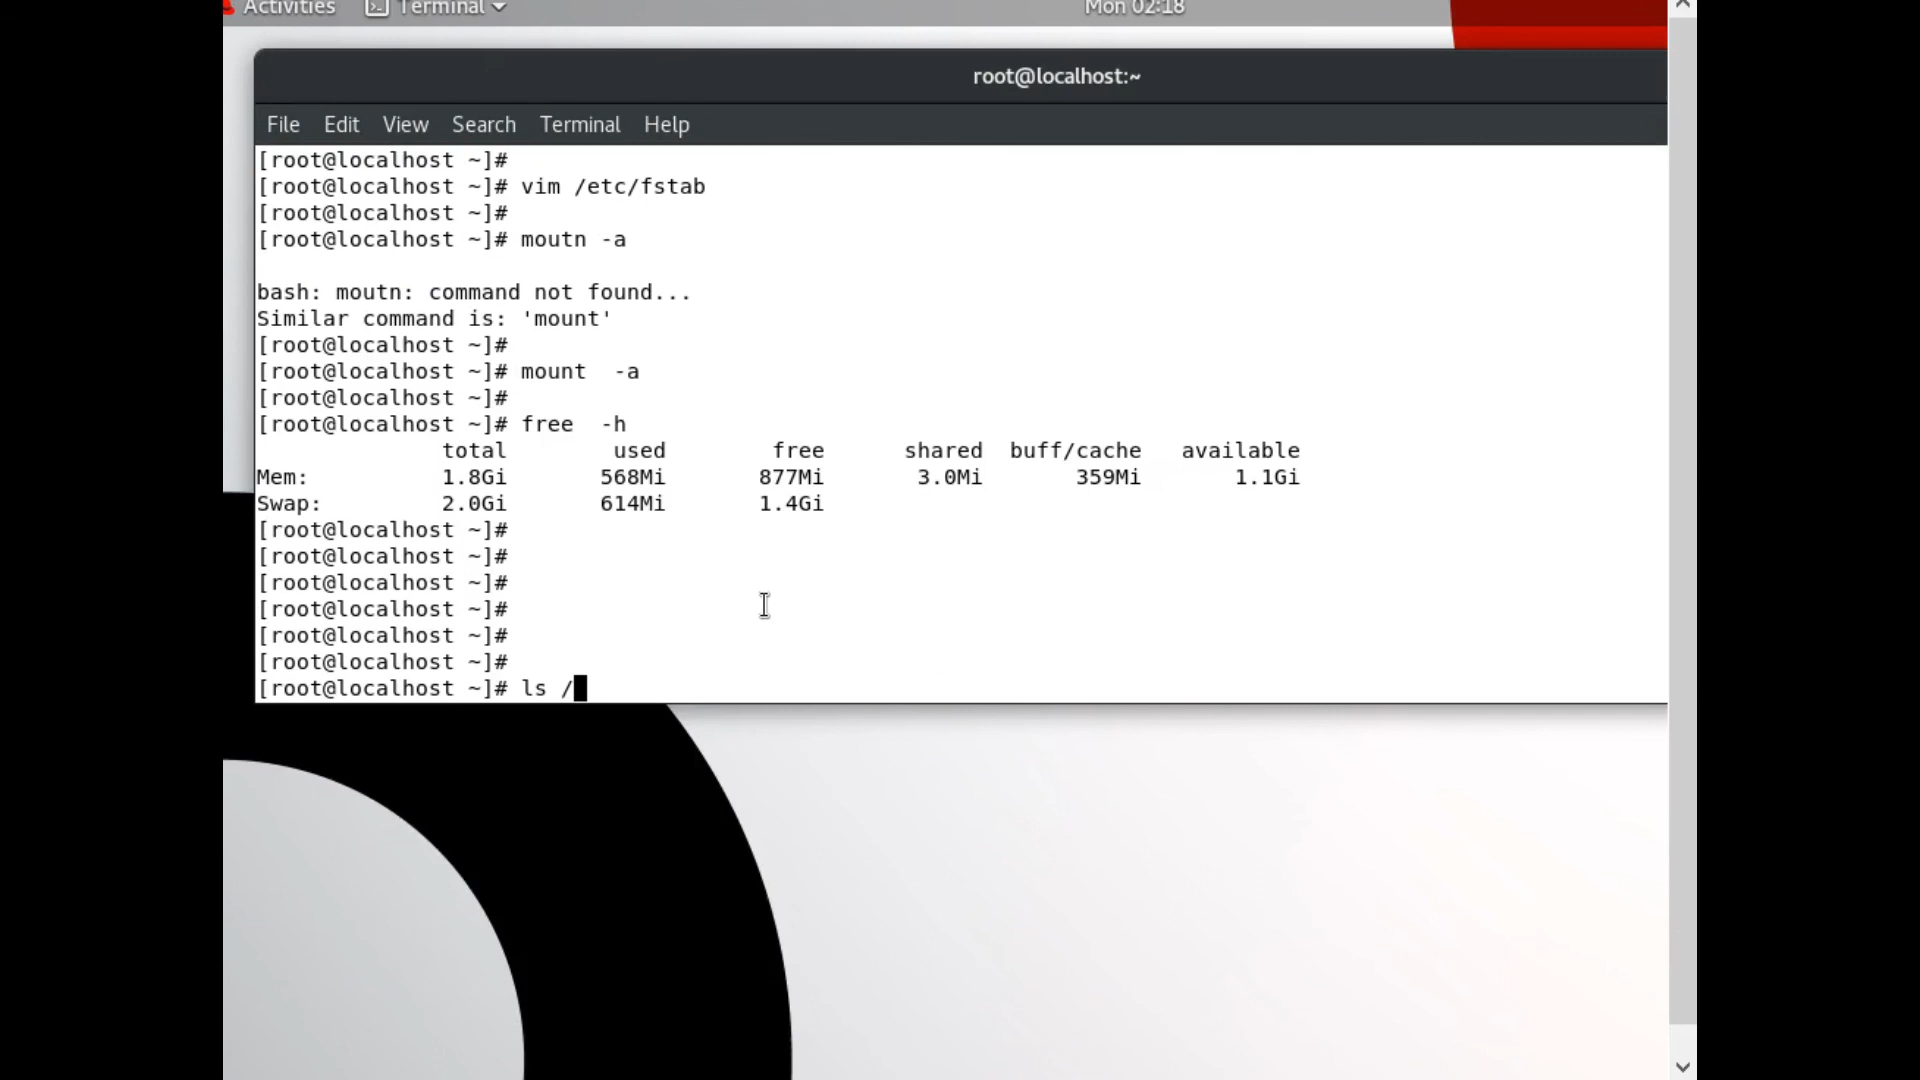 Activities Terminal Mon 02:18
root@localhost:~
File Edit View Search Terminal Help
[root@localhost ~]#
[root@localhost ~]# vim /etc/fstab
[root@localhost ~]#
[root@localhost ~]# moutn -a
bash: moutn: command not found...
Similar command is: 'mount'
[root@localhost ~]#
[root@localhost ~]# mount  -a
[root@localhost ~]#
[root@localhost ~]# free  -h
              total        used        free      shared  buff/cache   available
Mem:          1.8Gi       568Mi       877Mi       3.0Mi       359Mi       1.1Gi
Swap:         2.0Gi       614Mi       1.4Gi
[root@localhost ~]#
[root@localhost ~]#
[root@localhost ~]#
[root@localhost ~]#
[root@localhost ~]#
[root@localhost ~]#
[root@localhost ~]# ls /